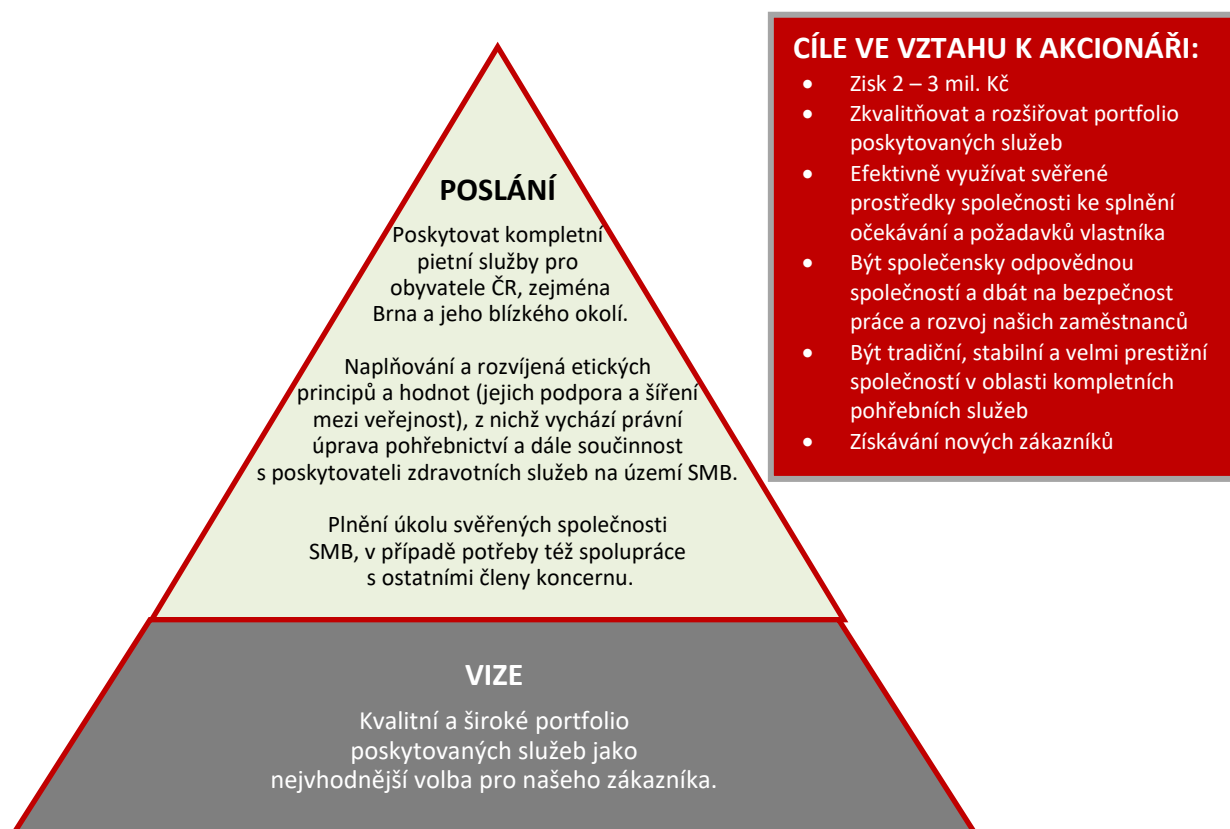 POSLÁNÍ
Poskytovat kompletní
pietní služby pro
obyvatele ČR, zejména
Brna a jeho blízkého okolí.
Naplňování a rozvíjená etických
principů a hodnot (jejich podpora a šíření
mezi veřejnost), z nichž vychází právní
úprava pohřebnictví a dále součinnost
s poskytovateli zdravotních služeb na území SMB.
Plnění úkolu svěřených společnosti
SMB, v případě potřeby též spolupráce
s ostatními členy koncernu.
VIZE
Kvalitní a široké portfolio
poskytovaných služeb jako
nejvhodnější volba pro našeho zákazníka.
CÍLE VE VZTAHU K AKCIONÁŘI:
• Zisk 2 – 3 mil. Kč
• Zkvalitňovat a rozšiřovat portfolio
poskytovaných služeb
• Efektivně využívat svěřené
prostředky společnosti ke splnění
očekávání a požadavků vlastníka
• Být společensky odpovědnou
společností a dbát na bezpečnost
práce a rozvoj našich zaměstnanců
• Být tradiční, stabilní a velmi prestižní
společností v oblasti kompletních
pohřebních služeb
• Získávání nových zákazníků